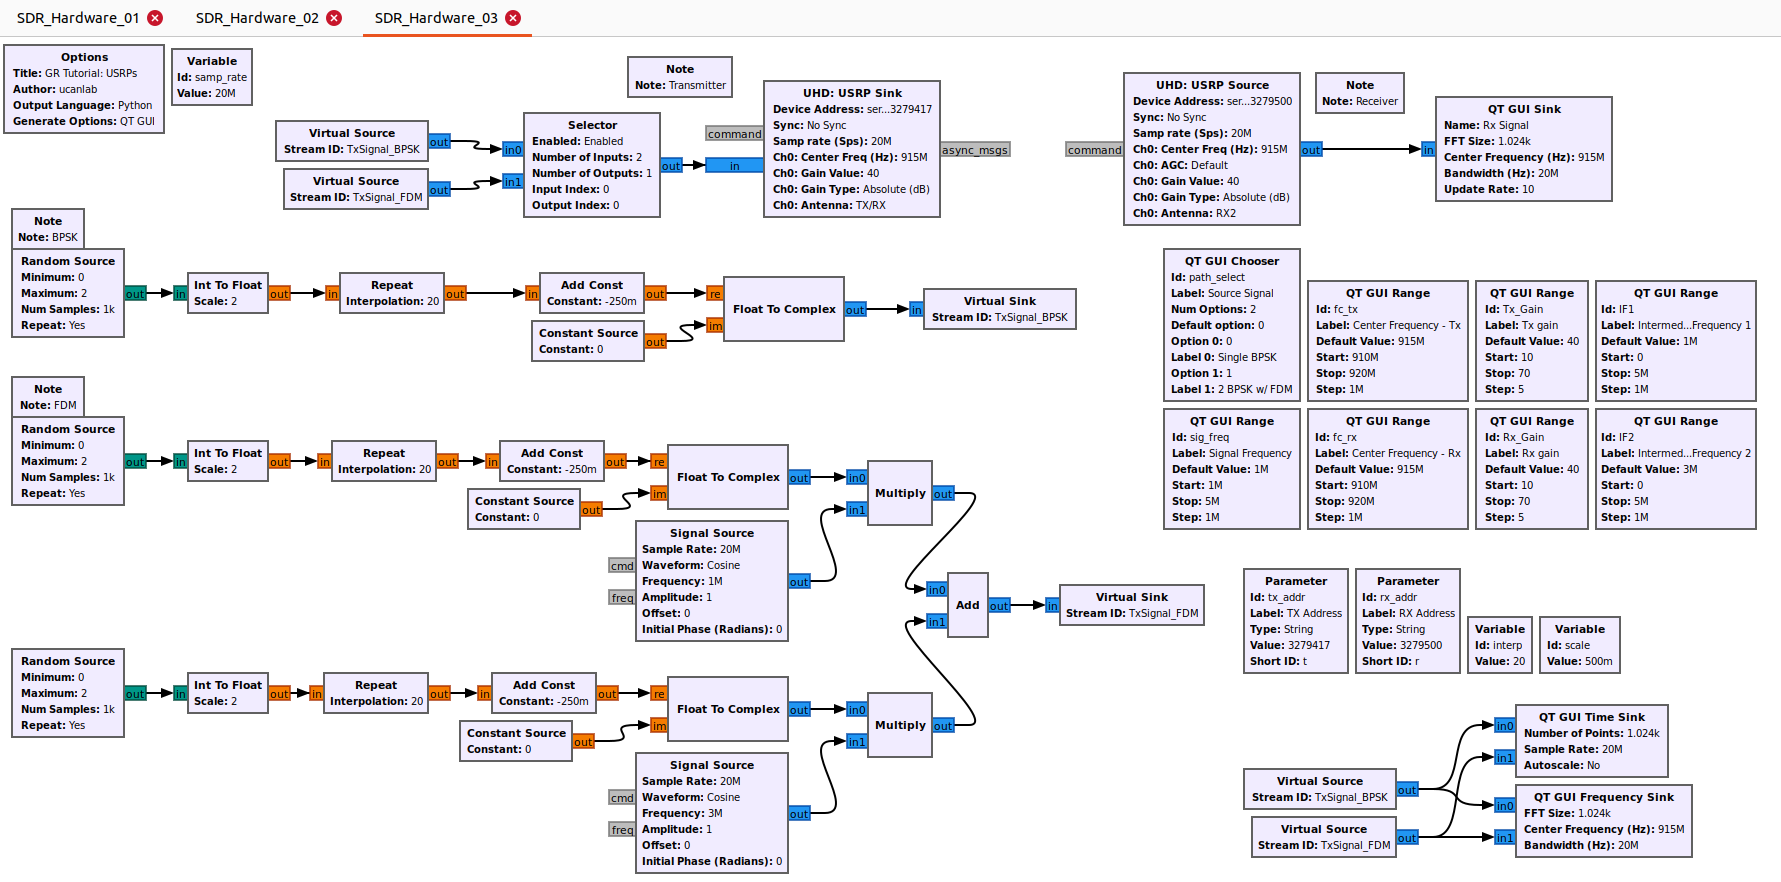 SDR_Hardware_01
SDR_Hardware_02
SDR_Hardware_03
Options
Title: GR Tutorial: USRPs
Author: ucanlab
Output Language: Python
Generate Options: QT GUI
Variable
Id: samp_rate
Value: 20M
Note
Note: Transmitter
Virtual Source
Stream ID: TxSignal_BPSK
out
Virtual Source
Stream ID: TxSignal_FDM
out
in0
in1
Selector
Enabled: Enabled
Number of Inputs: 2
Number of Outputs: 1
Input Index: 0
Output Index: 0
out
command
in
UHD: USRP Sink
Device Address: ser...3279417
Sync: No Sync
Samp rate (Sps): 20M
Ch0: Center Freq (Hz): 915M
Ch0: Gain Value: 40
Ch0: Gain Type: Absolute (dB)
Ch0: Antenna: TX/RX
async_msgs
command
UHD: USRP Source
Device Address: ser...3279500
Sync: No Sync
Samp rate (Sps): 20M
Ch0: Center Freq (Hz): 915M
Ch0: AGC: Default
Ch0: Gain Value: 40
Ch0: Gain Type: Absolute (dB)
Ch0: Antenna: RX2
out
Note
Note: Receiver
in
QT GUI Sink
Name: Rx Signal
FFT Size: 1.024k
Center Frequency (Hz): 915M
Bandwidth (Hz): 20M
Update Rate: 10
Note
Note: BPSK
Random Source
Minimum: 0
Maximum: 2
Num Samples: 1k
Repeat: Yes
out
in
Int To Float
Scale: 2
out
in
Repeat
Interpolation: 20
out
in
Add Const
Constant: -250m
out
Constant Source
Constant: 0
out
re
im
Float To Complex
out
in
Virtual Sink
Stream ID: TxSignal_BPSK
QT GUI Chooser
Id: path_select
Label: Source Signal
Num Options: 2
Default option: 0
Option 0: 0
Label 0: Single BPSK
Option 1: 1
Label 1: 2 BPSK w/ FDM
QT GUI Range
Id: fc_tx
Label: Center Frequency - Tx
Default Value: 915M
Start: 910M
Stop: 920M
Step: 1M
QT GUI Range
Id: Tx_Gain
Label: Tx gain
Default Value: 40
Start: 10
Stop: 70
Step: 5
QT GUI Range
Id: IF1
Label: Intermed...Frequency 1
Default Value: 1M
Start: 0
Stop: 5M
Step: 1M
QT GUI Range
Id: sig_freq
Label: Signal Frequency
Default Value: 1M
Start: 1M
Stop: 5M
Step: 1M
QT GUI Range
Id: fc_rx
Label: Center Frequency - Rx
Default Value: 915M
Start: 910M
Stop: 920M
Step: 1M
QT GUI Range
Id: Rx_Gain
Label: Rx gain
Default Value: 40
Start: 10
Stop: 70
Step: 5
QT GUI Range
Id: IF2
Label: Intermed...Frequency 2
Default Value: 3M
Start: 0
Stop: 5M
Step: 1M
Note
Note: FDM
Random Source
Minimum: 0
Maximum: 2
Num Samples: 1k
Repeat: Yes
out
in
Int To Float
Scale: 2
out
in
Repeat
Interpolation: 20
out
in
Add Const
Constant: -250m
out
Constant Source
Constant: 0
out
re
im
Float To Complex
out
cmd
freq
Signal Source
Sample Rate: 20M
Waveform: Cosine
Frequency: 1M
Amplitude: 1
Offset: 0
Initial Phase (Radians): 0
out
in0
in1
Multiply
out
in0
in1
Add
out
in
Virtual Sink
Stream ID: TxSignal_FDM
Random Source
Minimum: 0
Maximum: 2
Num Samples: 1k
Repeat: Yes
out
in
Int To Float
Scale: 2
out
in
Repeat
Interpolation: 20
out
in
Add Const
Constant: -250m
out
Constant Source
Constant: 0
out
re
im
Float To Complex
out
cmd
freq
Signal Source
Sample Rate: 20M
Waveform: Cosine
Frequency: 3M
Amplitude: 1
Offset: 0
Initial Phase (Radians): 0
out
in0
in1
Multiply
out
Parameter
Id: tx_addr
Label: TX Address
Type: String
Value: 3279417
Short ID: t
Parameter
Id: rx_addr
Label: RX Address
Type: String
Value: 3279500
Short ID: r
Variable
Id: interp
Value: 20
Variable
Id: scale
Value: 500m
Virtual Source
Stream ID: TxSignal_BPSK
out
Virtual Source
Stream ID: TxSignal_FDM
out
in0
in1
QT GUI Time Sink
Number of Points: 1.024k
Sample Rate: 20M
Autoscale: No
in0
in1
QT GUI Frequency Sink
FFT Size: 1.024k
Center Frequency (Hz): 915M
Bandwidth (Hz): 20M